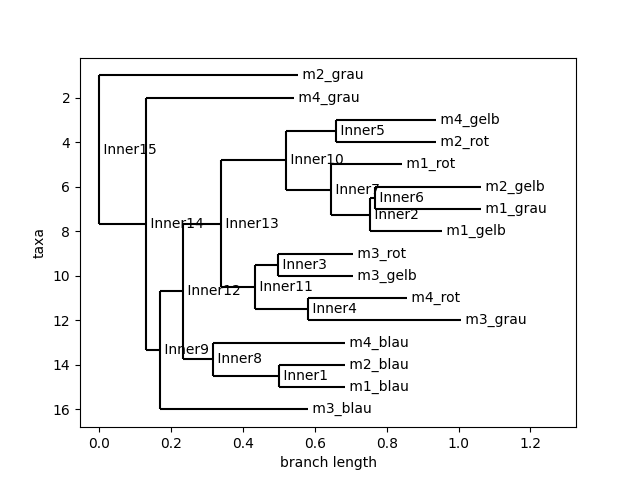 m2_grau
2 m4_grau
m4_gelb
Inner5
4 m2_rot
Inner15 Inner10 m1_rot
6 Inner7 m2_gelb
Inner6
m1_grau
Inner2
Inner14 Inner13
8 m1_gelb
m3_rot
Inner3
10 m3_gelb
Inner12 Inner11
m4_rot
Inner4
12 m3_grau
Inner9 m4_blau
Inner8
14 m2_blau
Inner1
m1_blau
16 m3_blau
taxa
0.0 0.2 0.4 0.6 0.8 1.0 1.2
branch length